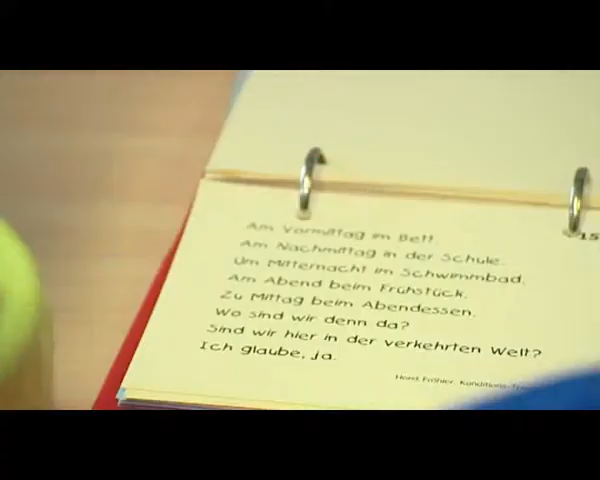 Am Vormittag im Bett.
Am Nachmittag in der Schule.
Um Mitternacht im Schwimmbad.
Am Abend beim Frühstück.
Zu Mittag beim Abendessen.
Wo sind wir denn da?
Sind wir hier in der verkehrten Welt?
Ich glaube, ja.
15